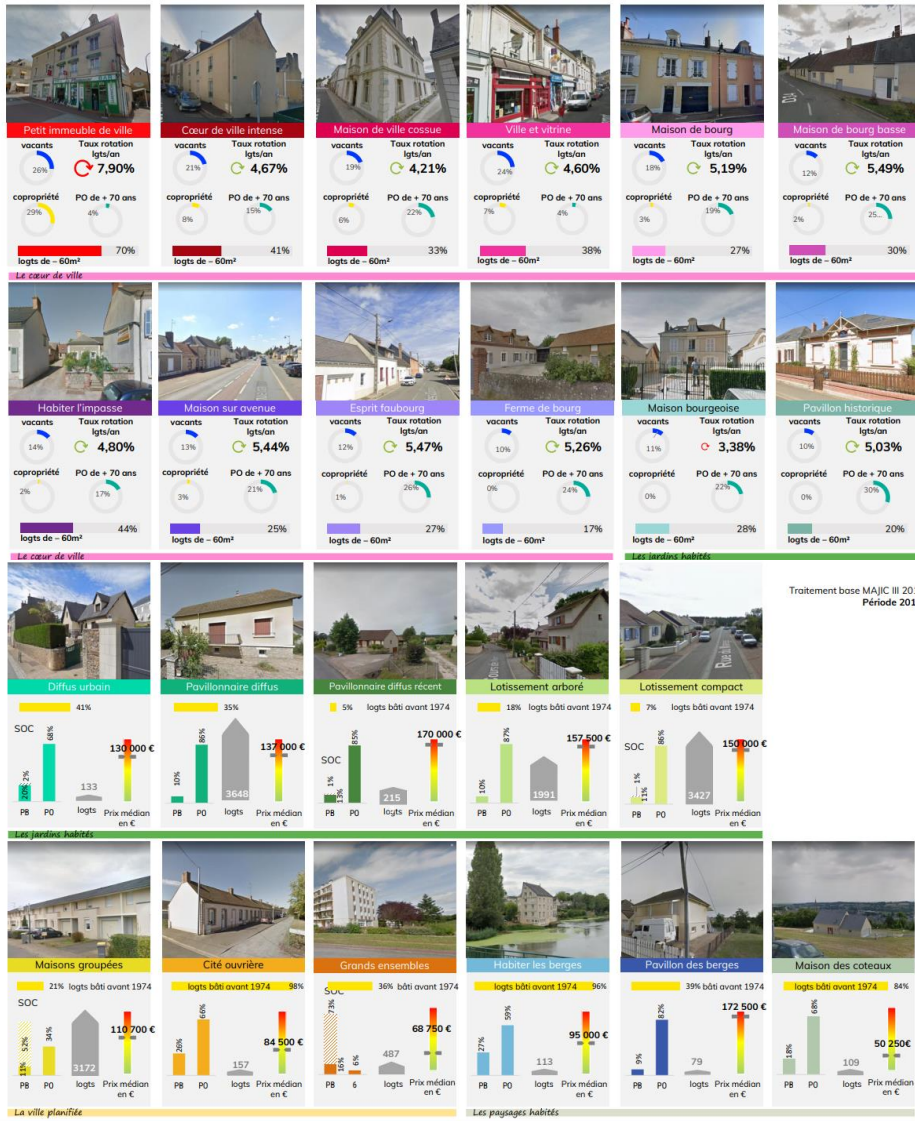 Petit immeuble de ville
vacants
Taux rotation
lgts/an
26%
7,90%
copropriété
PO de + 70 ans
29%
4%
70%
logts de – 60m²
Cœur de ville intense
vacants
Taux rotation
lgts/an
21%
4,67%
copropriété
PO de + 70 ans
8%
15%
41%
logts de – 60m²
Maison de ville cossue
vacants
Taux rotation
lgts/an
19%
4,21%
copropriété
PO de + 70 ans
6%
22%
33%
logts de – 60m²
Ville et vitrine
vacants
Taux rotation
lgts/an
24%
4,60%
copropriété
PO de + 70 ans
7%
4%
38%
logts de – 60m²
Maison de bourg
vacants
Taux rotation
lgts/an
18%
5,19%
copropriété
PO de + 70 ans
3%
19%
27%
logts de – 60m²
Maison de bourg basse
vacants
Taux rotation
lgts/an
12%
5,49%
copropriété
PO de + 70 ans
2%
25...
30%
logts de – 60m²
Le cœur de ville
Habiter l'impasse
vacants
Taux rotation
lgts/an
14%
4,80%
copropriété
PO de + 70 ans
2%
17%
44%
logts de – 60m²
Maison sur avenue
vacants
Taux rotation
lgts/an
13%
5,44%
copropriété
PO de + 70 ans
3%
21%
25%
logts de – 60m²
Esprit faubourg
vacants
Taux rotation
lgts/an
12%
5,47%
copropriété
PO de + 70 ans
1%
26%
27%
logts de – 60m²
Ferme de bourg
vacants
Taux rotation
lgts/an
10%
5,26%
copropriété
PO de + 70 ans
0%
24%
17%
logts de – 60m²
Maison bourgeoise
vacants
Taux rotation
lgts/an
11%
3,38%
copropriété
PO de + 70 ans
0%
22%
28%
logts de – 60m²
Pavillon historique
vacants
Taux rotation
lgts/an
10%
5,03%
copropriété
PO de + 70 ans
0%
30%
20%
logts de – 60m²
Le cœur de ville
Les jardins habités
Traitement base MAJIC III 201
Période 201
Diffus urbain
41%
SOC
20%
2%
68%
133
130 000 €
PB
PO
logts
Prix médian
en €
Pavillonnaire diffus
35%
10%
86%
3648
137 000 €
PB
PO
logts
Prix médian
en €
Pavillonnaire diffus récent
5%
logts bâti avant 1974
SOC
1%
13%
85%
215
170 000 €
PB
PO
logts
Prix médian
en €
Lotissement arboré
18%
logts bâti avant 1974
10%
87%
1991
157 500 €
PB
PO
logts
Prix médian
en €
Lotissement compact
7%
logts bâti avant 1974
SOC
1%
11%
86%
3427
150 000 €
PB
PO
logts
Prix médian
en €
Les jardins habités
Maisons groupées
21%
logts bâti avant 1974
SOC
52%
11%
34%
3172
110 700 €
PB
PO
logts
Prix médian
en €
Cité ouvrière
logts bâti avant 1974
98%
26%
66%
157
84 500 €
PB
PO
logts
Prix médian
en €
Grands ensembles
36%
logts bâti avant 1974
SOC
73%
16%
6%
487
68 750 €
PB
6
logts
Prix médian
en €
Habiter les berges
logts bâti avant 1974
96%
27%
59%
113
95 000 €
PB
PO
logts
Prix médian
en €
Pavillon des berges
39%
logts bâti avant 1974
9%
82%
79
172 500 €
PB
PO
logts
Prix médian
en €
Maison des coteaux
logts bâti avant 1974
84%
18%
68%
109
50 250€
PB
PO
logts
Prix médian
en €
La ville planifiée
Les paysages habités